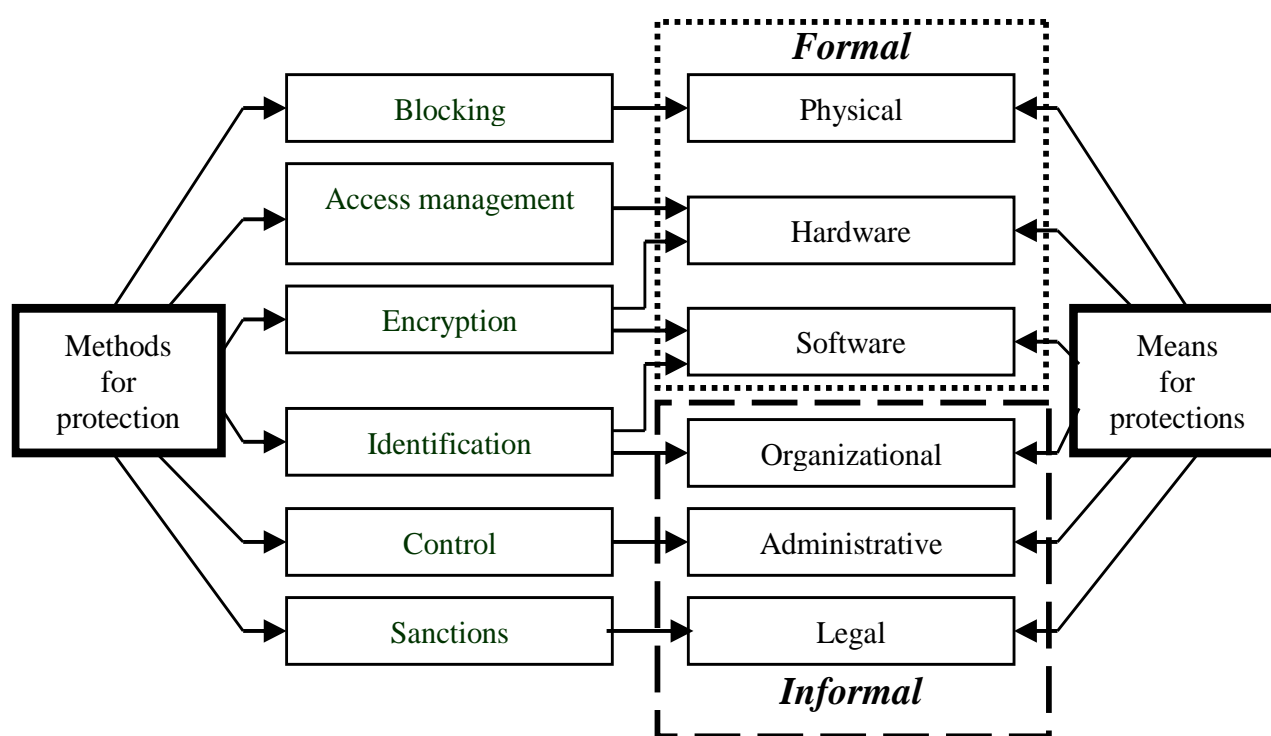 Formal
Blocking
Physical
Access management
Hardware
Encryption
Software
Methods
for
protection
Means
for
protections
Identification
Organizational
Control
Administrative
Sanctions
Legal
Informal